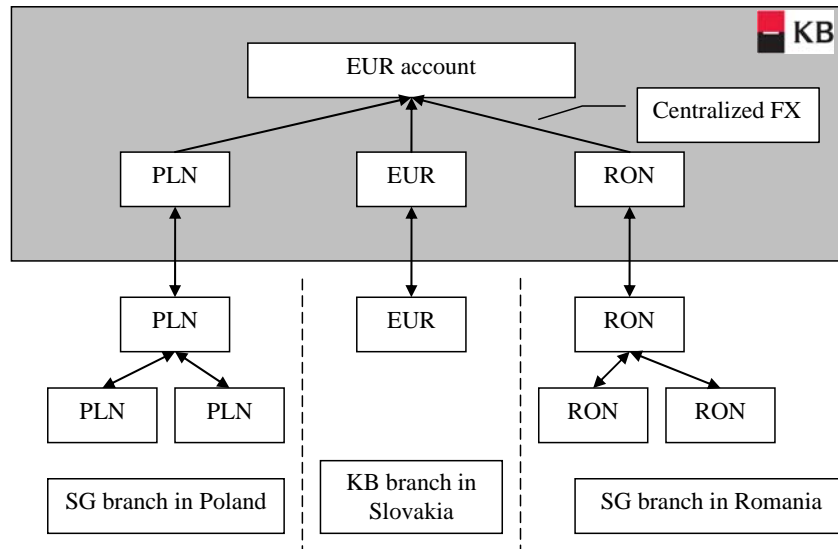 KB
EUR account
Centralized FX
PLN
EUR
RON
PLN
EUR
RON
PLN
PLN
RON
RON
SG branch in Poland
KB branch in
Slovakia
SG branch in Romania